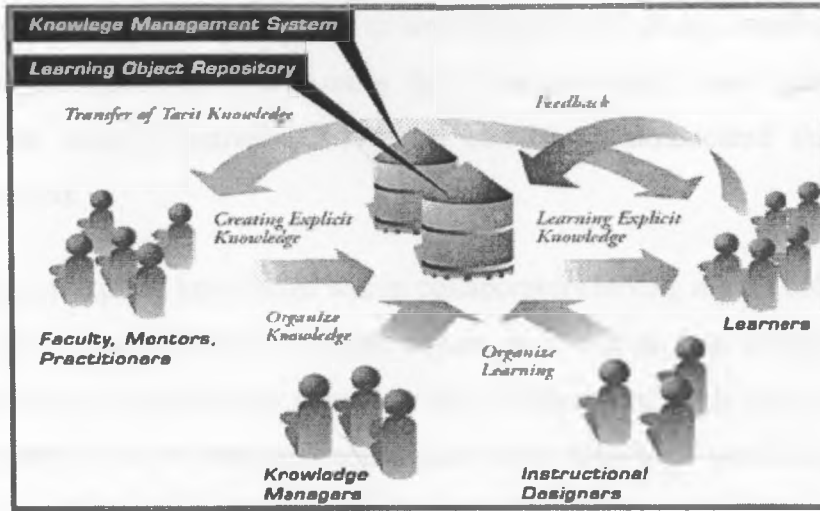 Knowlege Management System
Learning Object Repository
Transfer of Tacit Knowledge
Feedback
Creating Explicit
Knowledge
Learning Explicit
Knowledge
Organize
Knowledge
Organize
Learning
Faculty, Mentors,
Practitioners
Learners
Knowledge
Managers
Instructional
Designers